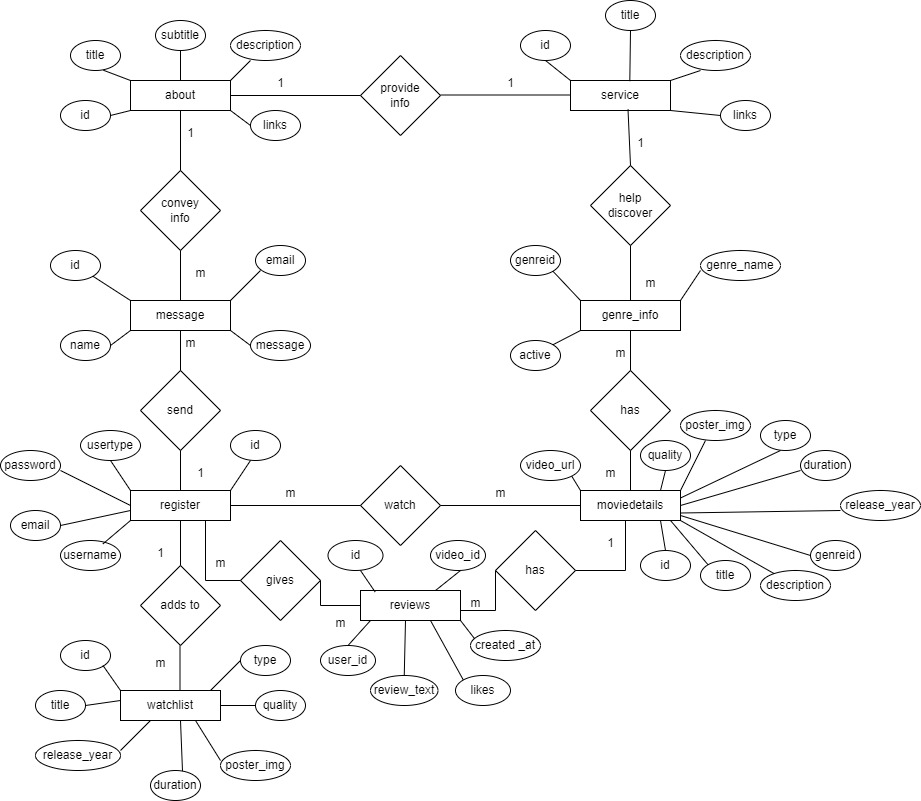 title
subtitle
description
id
about
links
1
provide
info
1
title
id
description
service
links
1
convey
info
m
1
help
discover
m
id
email
message
name
message
m
genreid
genre_name
genre_info
active
m
send
1
has
m
usertype
id
password
register
email
username
m
watch
m
video_url
quality
poster_img
type
duration
release_year
moviedetails
genreid
id
title
description
1
adds to
m
m
gives
m
id
video_id
reviews
user_id
review_text
likes
created _at
m
has
1
id
type
title
watchlist
quality
release_year
duration
poster_img